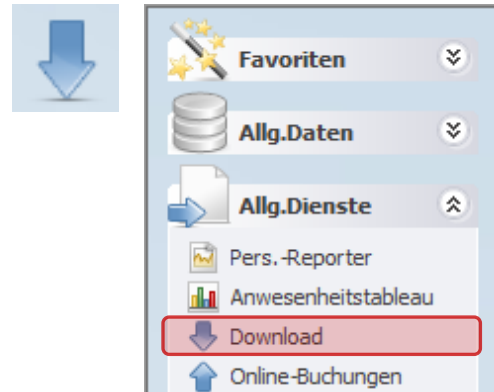 Favoriten
Allg.Daten
Allg.Dienste
Pers.-Reporter
Anwesenheitstableau
Download
Online-Buchungen